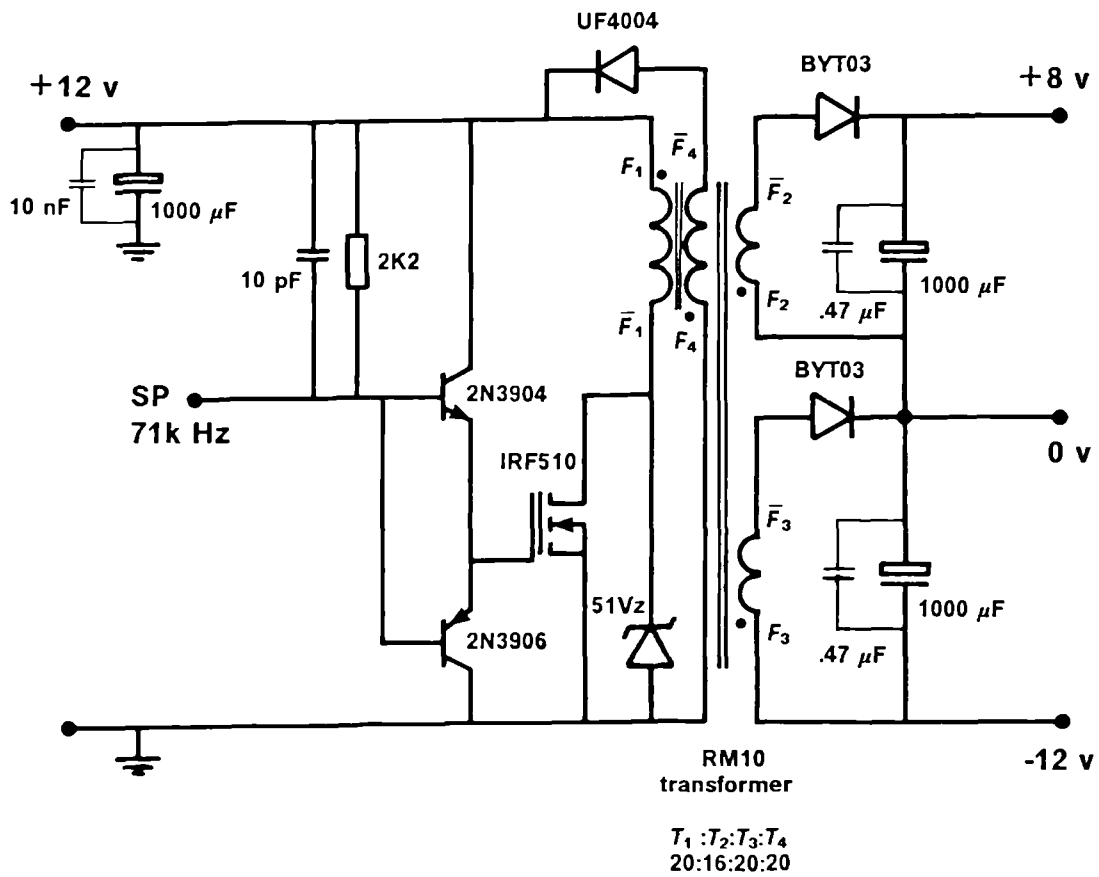 UF4004
BYT03
+12 v
+8 v
F̅4
F1
F̅2
10 nF
1000 µF
10 pF
2K2
F2
.47 µF
1000 µF
F̅1
F4
BYT03
SP
71k Hz
2N3904
0 v
IRF510
F̅3
51Vz
1000 µF
2N3906
F3
.47 µF
-12 v
RM10
transformer
T1 :T2:T3:T4
20:16:20:20